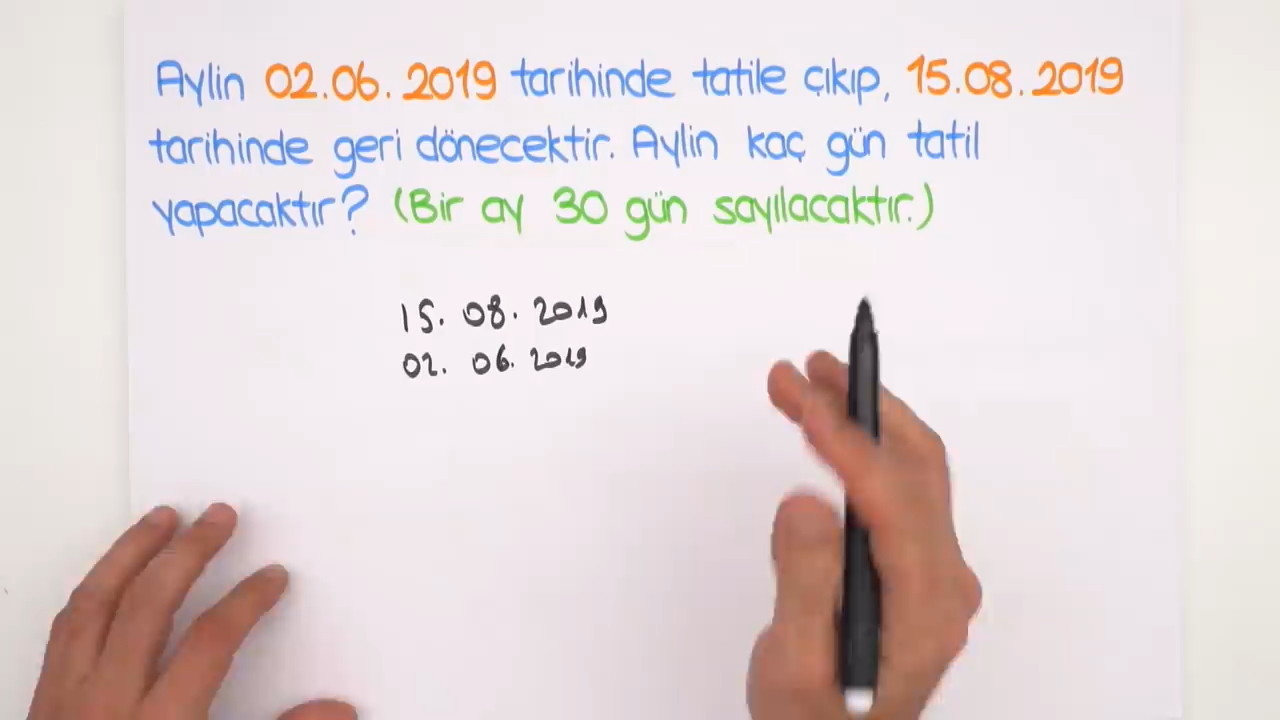 Aylin 02.06.2019 tarihinde tatile çıkıp, 15.08.2019
tarihinde geri dönecektir. Aylin kaç gün tatil
yapacaktır? (Bir ay 30 gün sayılacaktır.)
15. 08. 2019
02. 06. 2019